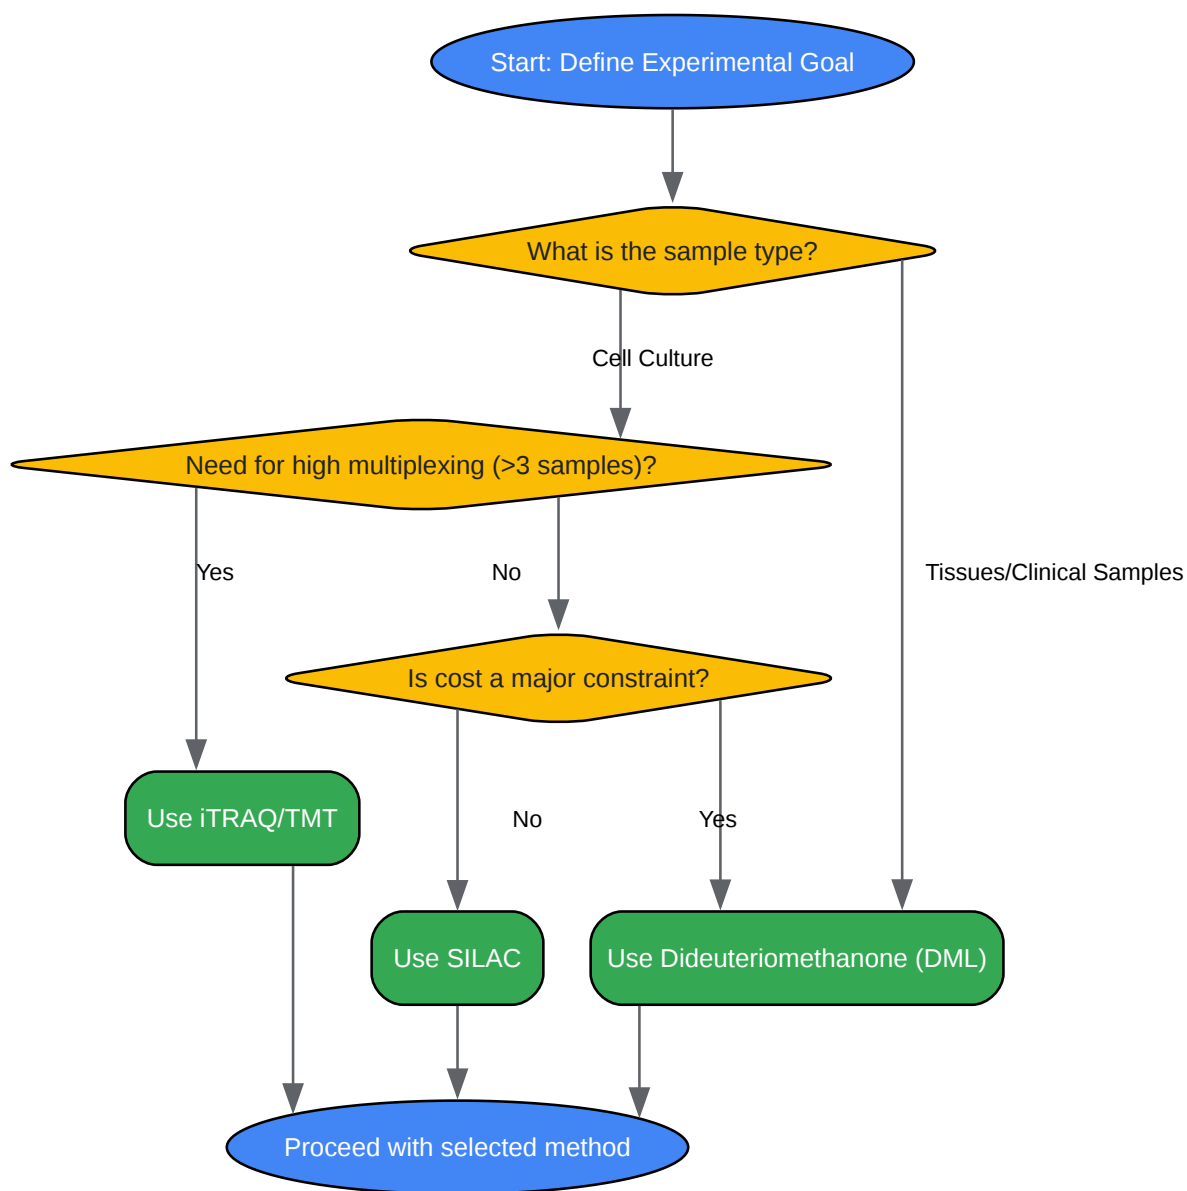 Start: Define Experimental Goal
What is the sample type?
Cell Culture
Need for high multiplexing (>3 samples)?
Yes
No
Tissues/Clinical Samples
Is cost a major constraint?
Use iTRAQ/TMT
No
Yes
Use SILAC
Use Dideuteriomethanone (DML)
Proceed with selected method